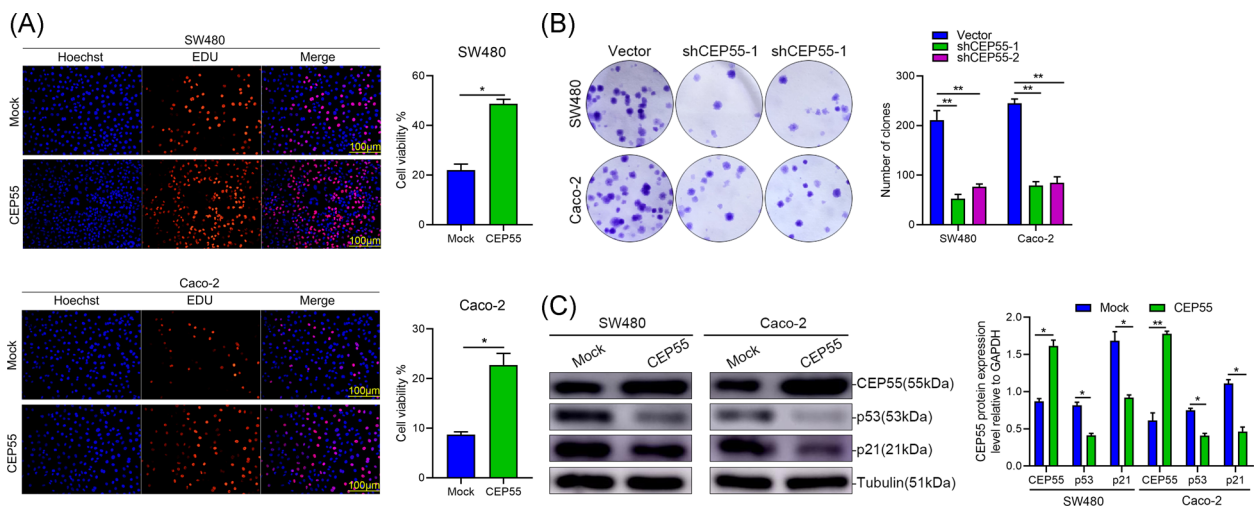 (A)
SW480
Hoechst EDU Merge
Mock
100μm
CEP55
100μm
SW480
Cell viability %
60
40
20
0
*
Mock CEP55
Caco-2
Hoechst EDU Merge
Mock
100μm
CEP55
100μm
Caco-2
Cell viability %
30
20
10
0
*
Mock CEP55
(B)
Vector shCEP55-1 shCEP55-1
SW480
Caco-2
Vector
shCEP55-1
shCEP55-2
Number of clones
300
200
100
0
**
**
**
**
SW480 Caco-2
(C)
SW480 Caco-2
Mock CEP55 Mock CEP55
-CEP55(55kDa)
-p53(53kDa)
-p21(21kDa)
-Tubulin(51kDa)
Mock CEP55
CEP55 protein expression
level relative to GAPDH
2.0
1.5
1.0
0.5
0.0
* * * ** * *
CEP55 p53 p21 CEP55 p53 p21
SW480 Caco-2